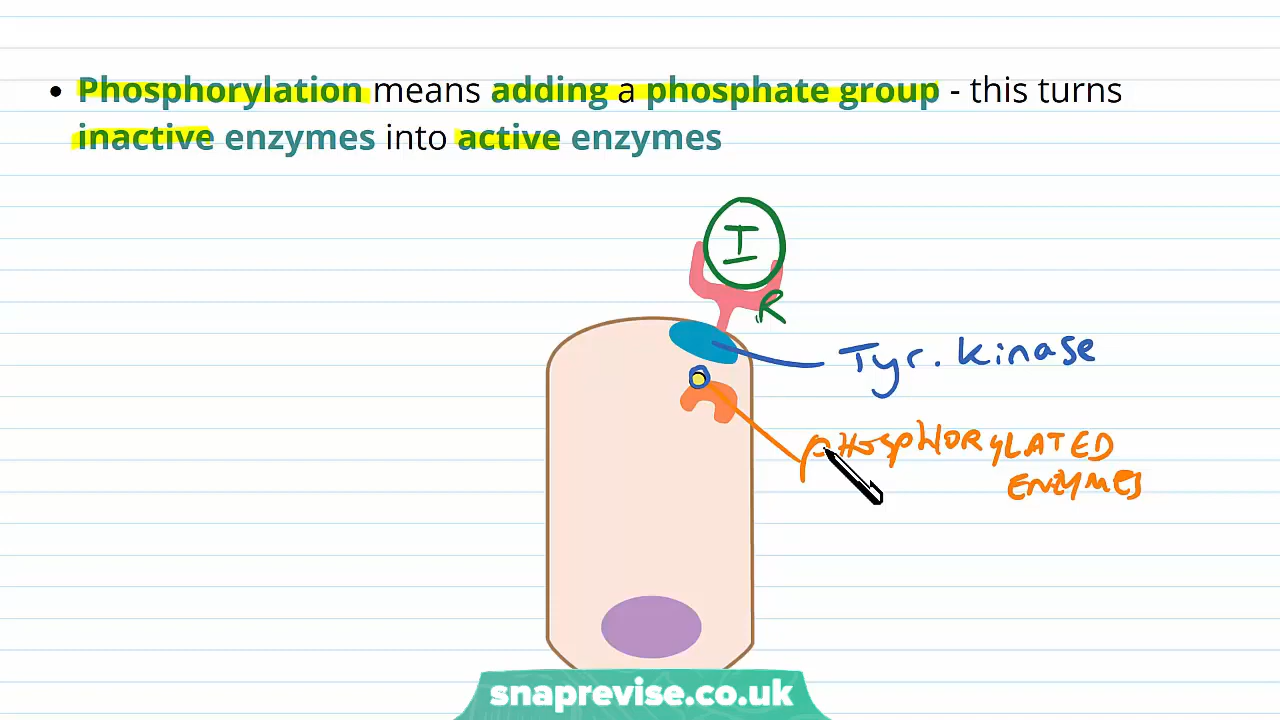 • Phosphorylation means adding a phosphate group - this turns
inactive enzymes into active enzymes
I
R
Tyr. kinase
PHOSPHORYLATED
ENZYMES
snaprevise.co.uk